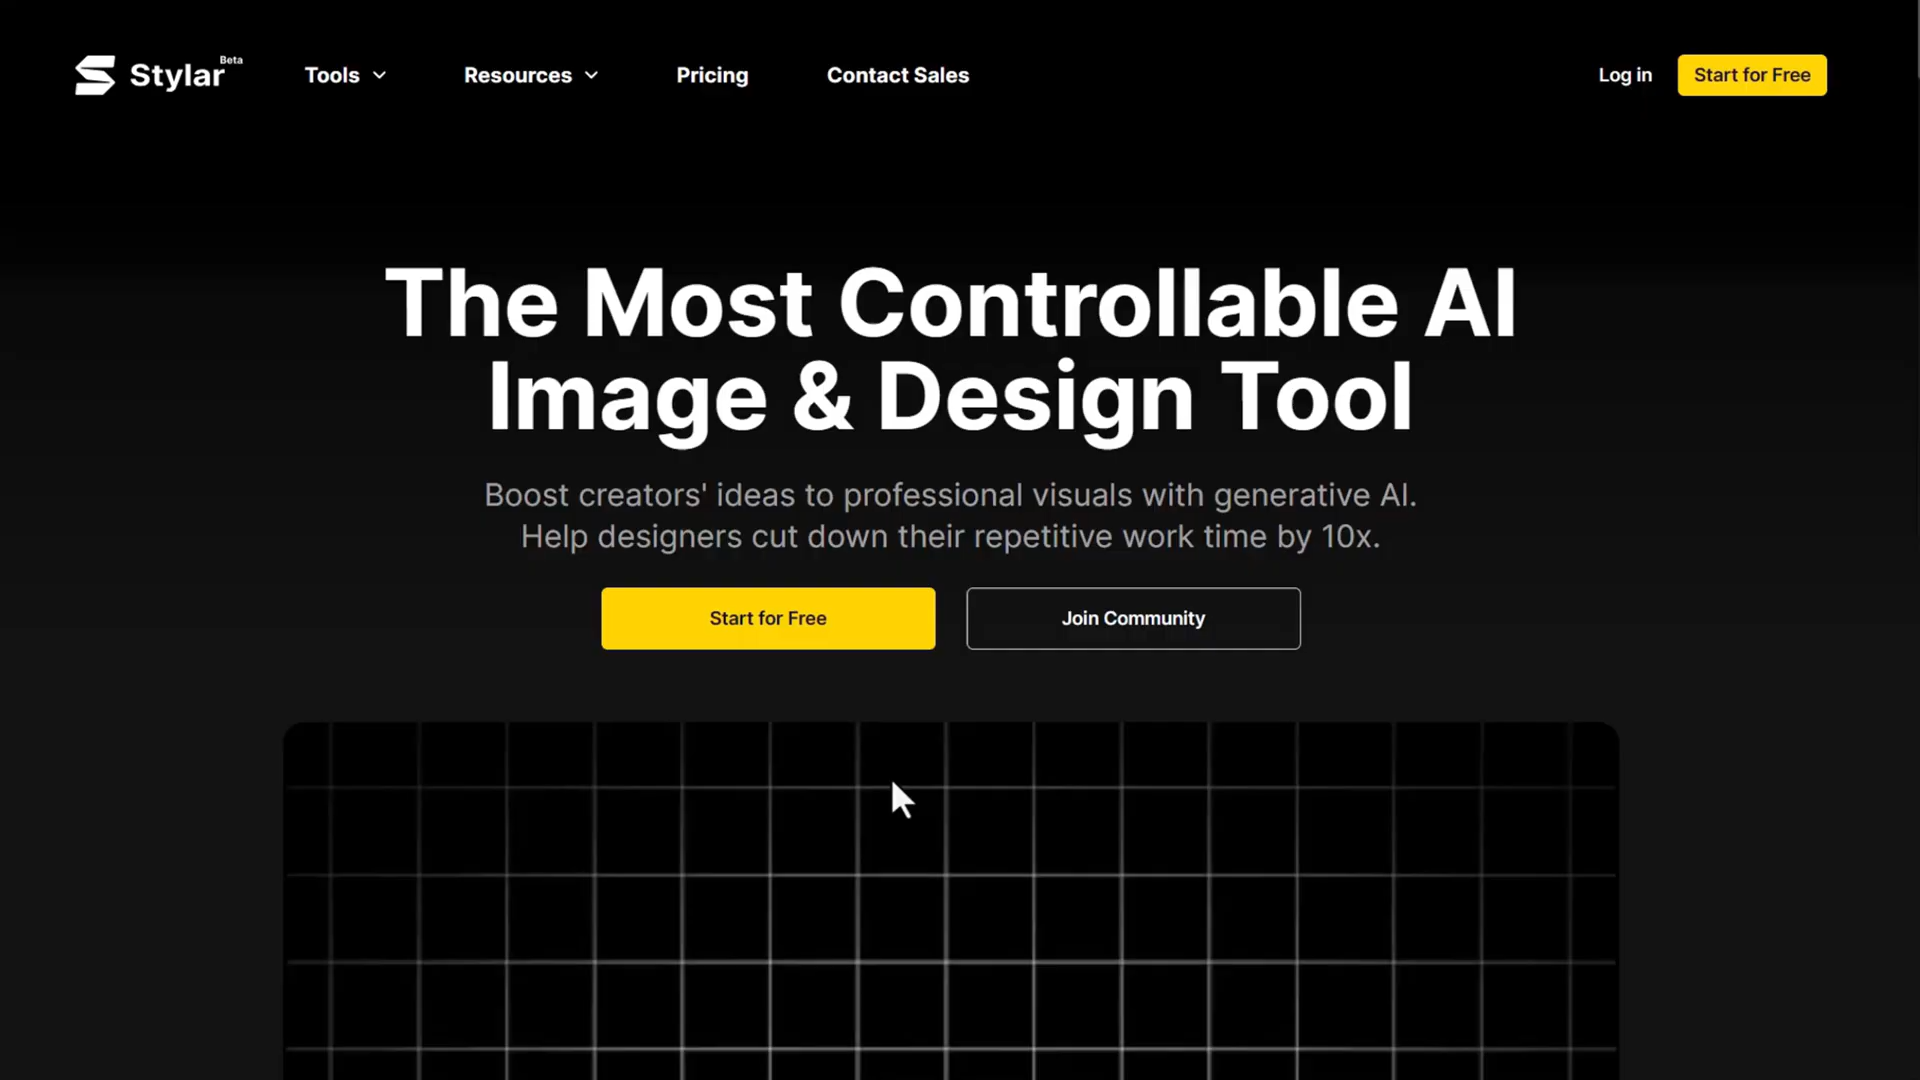 Stylar Beta
Tools
Resources
Pricing
Contact Sales
Log in
Start for Free
The Most Controllable AI
Image & Design Tool
Boost creators' ideas to professional visuals with generative AI.
Help designers cut down their repetitive work time by 10x.
Start for Free
Join Community